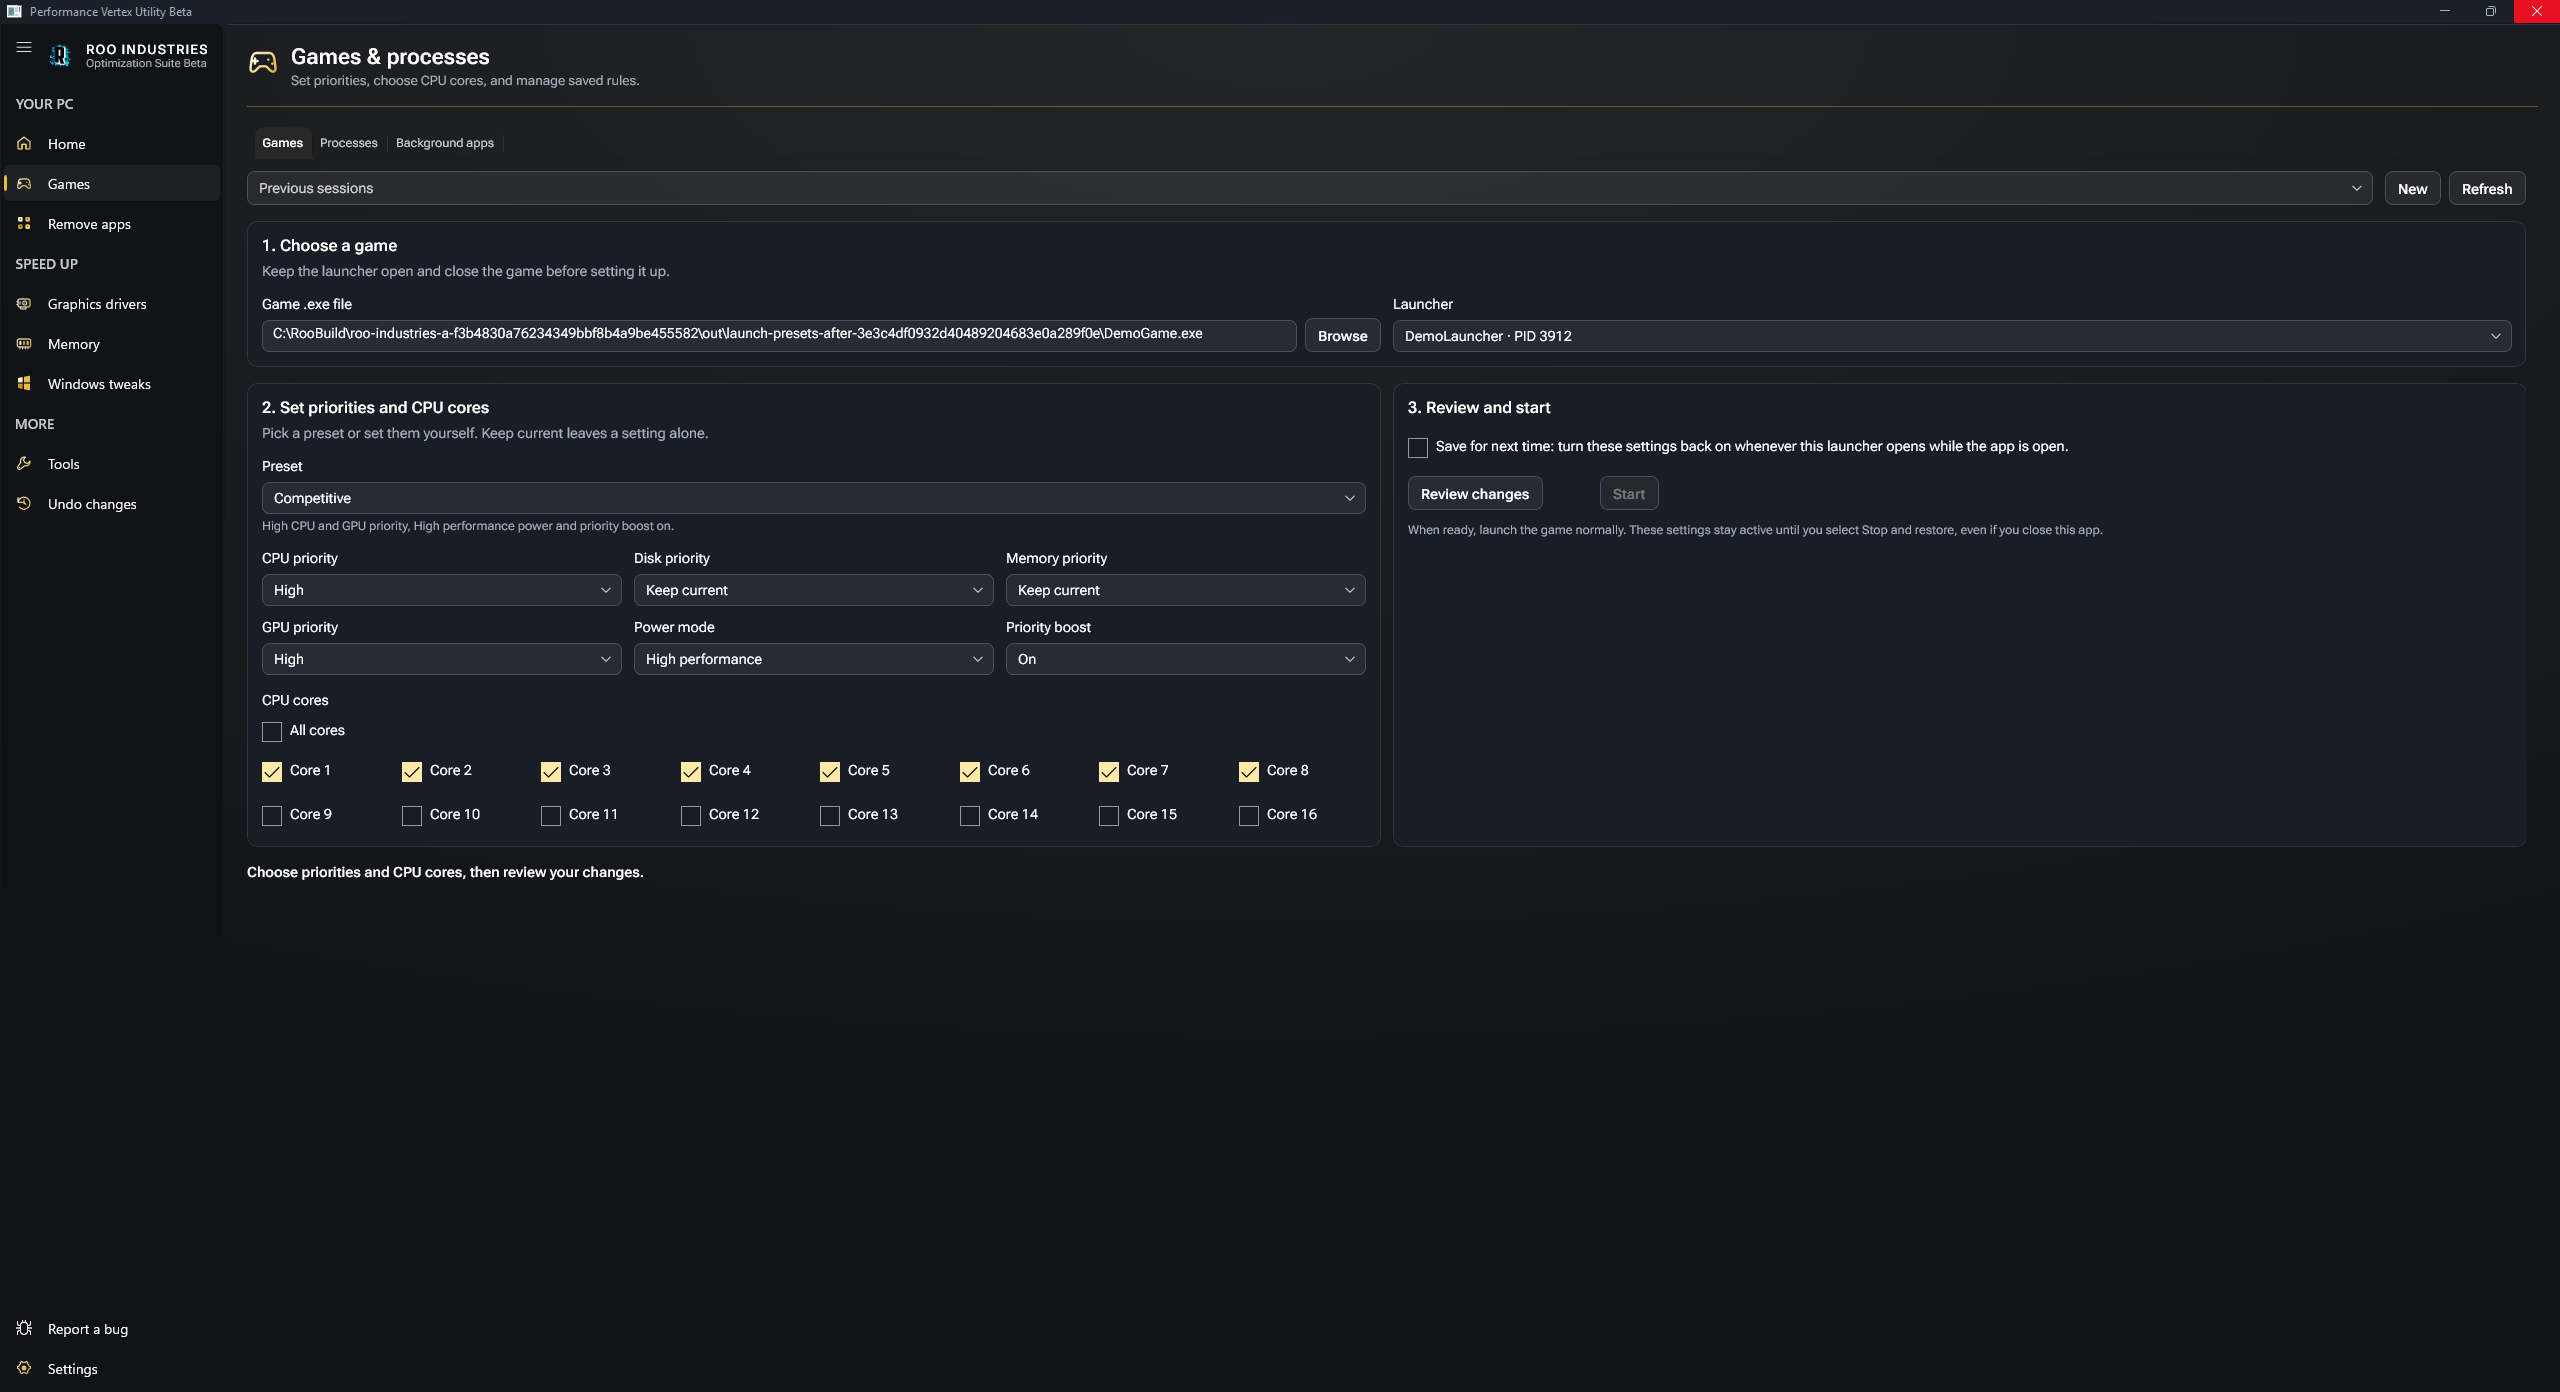 Performance Vertex Utility Beta
ROO INDUSTRIES
Optimization Suite Beta
YOUR PC
Home
Games
Remove apps
SPEED UP
Graphics drivers
Memory
Windows tweaks
MORE
Tools
Undo changes
Report a bug
Settings
Games & processes
Set priorities, choose CPU cores, and manage saved rules.
Games Processes Background apps
Previous sessions New Refresh
1. Choose a game
Keep the launcher open and close the game before setting it up.
Game .exe file
C:\RooBuild\roo-industries-a-f3b4830a76234349bbf8b4a9be455582\out\launch-presets-after-3e3c4df0932d40489204683e0a289f0e\DemoGame.exe
Browse
Launcher
DemoLauncher · PID 3912
2. Set priorities and CPU cores
Pick a preset or set them yourself. Keep current leaves a setting alone.
Preset
Competitive
High CPU and GPU priority, High performance power and priority boost on.
CPU priority Disk priority Memory priority
High Keep current Keep current
GPU priority Power mode Priority boost
High High performance On
CPU cores
All cores
Core 1 Core 2 Core 3 Core 4 Core 5 Core 6 Core 7 Core 8
Core 9 Core 10 Core 11 Core 12 Core 13 Core 14 Core 15 Core 16
3. Review and start
Save for next time: turn these settings back on whenever this launcher opens while the app is open.
Review changes Start
When ready, launch the game normally. These settings stay active until you select Stop and restore, even if you close this app.
Choose priorities and CPU cores, then review your changes.